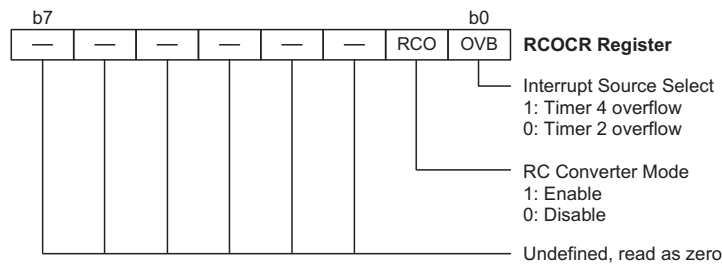 b7 b0
— — — — — — RCO OVB RCOCR Register
Interrupt Source Select
1: Timer 4 overflow
0: Timer 2 overflow
RC Converter Mode
1: Enable
0: Disable
Undefined, read as zero